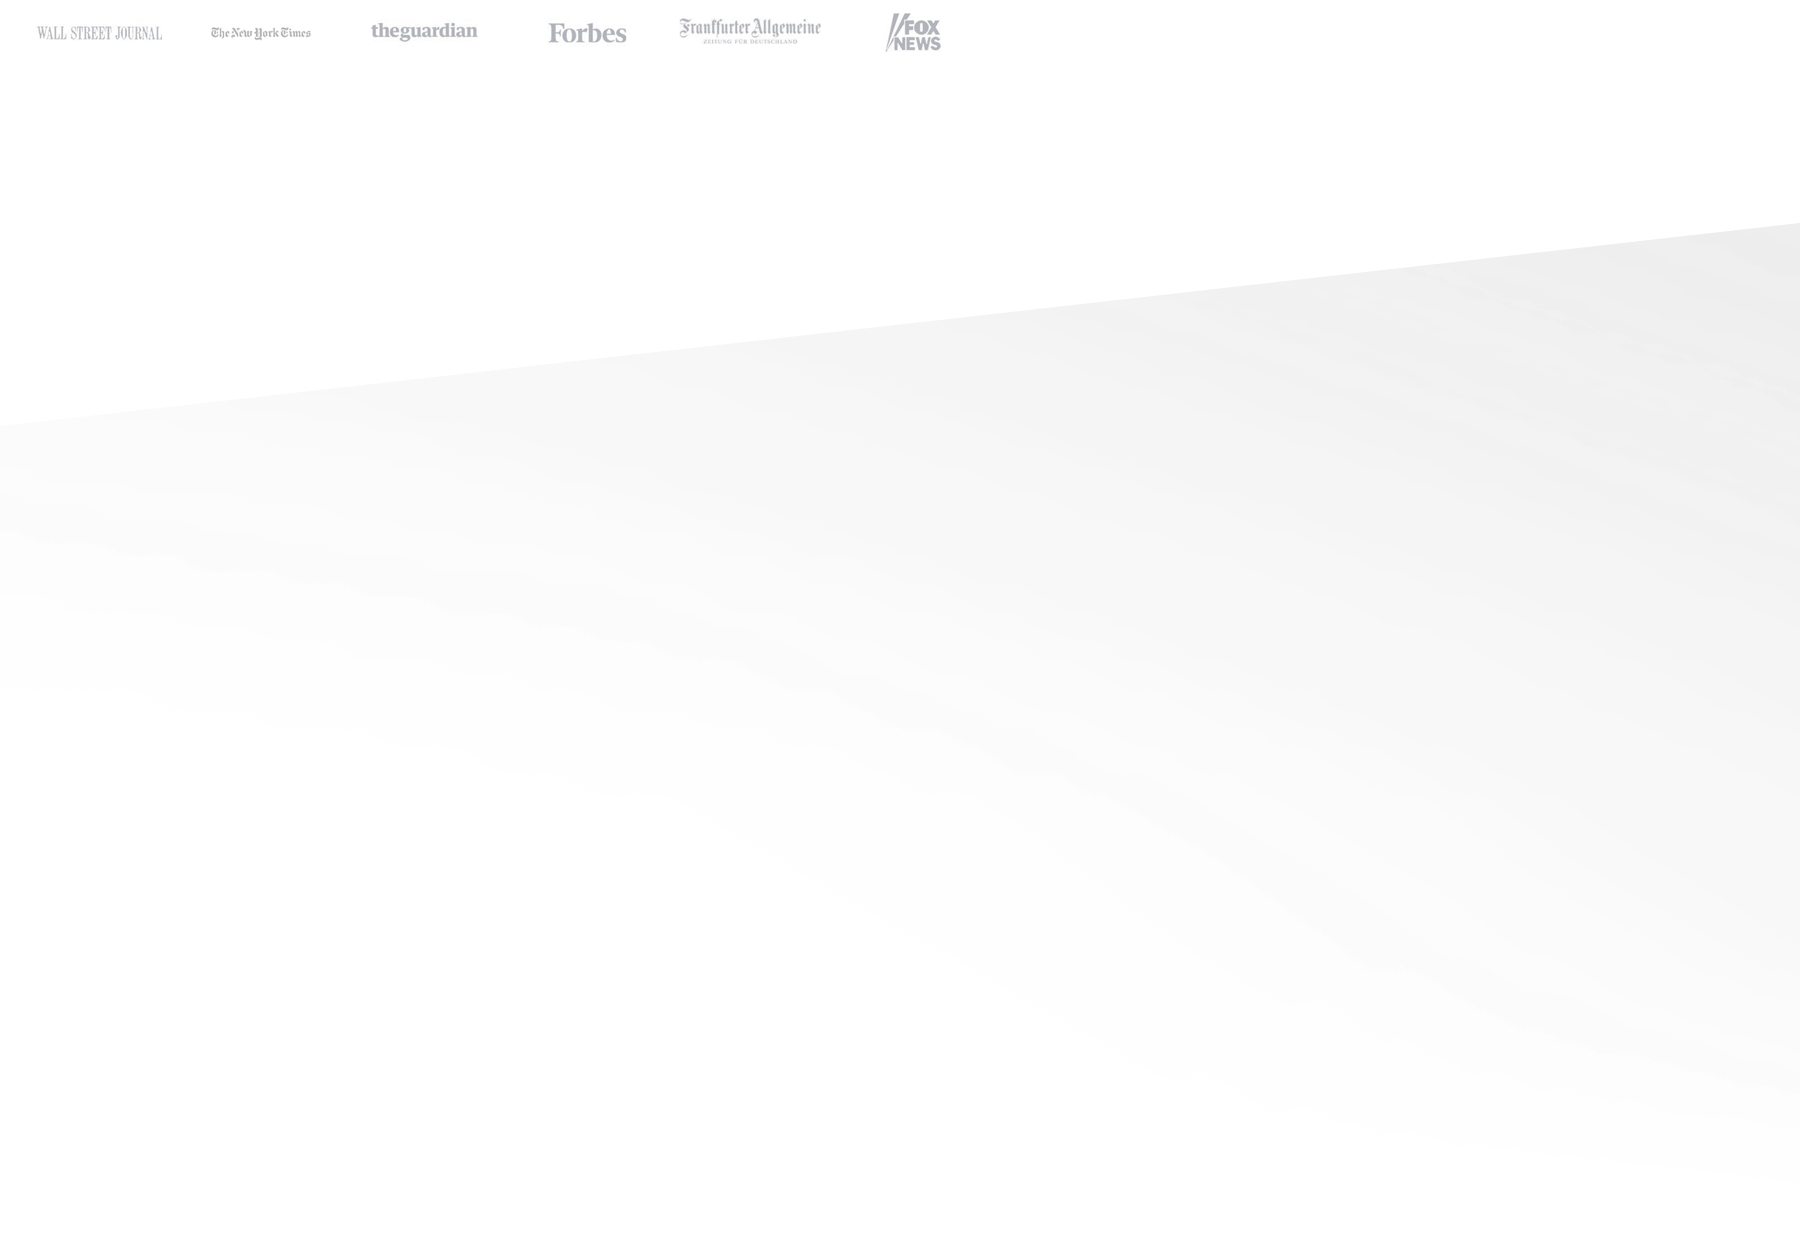 WALL STREET JOURNAL
The New York Times
theguardian
Forbes
Frankfurter Allgemeine
ZEITUNG FÜR DEUTSCHLAND
FOX
NEWS